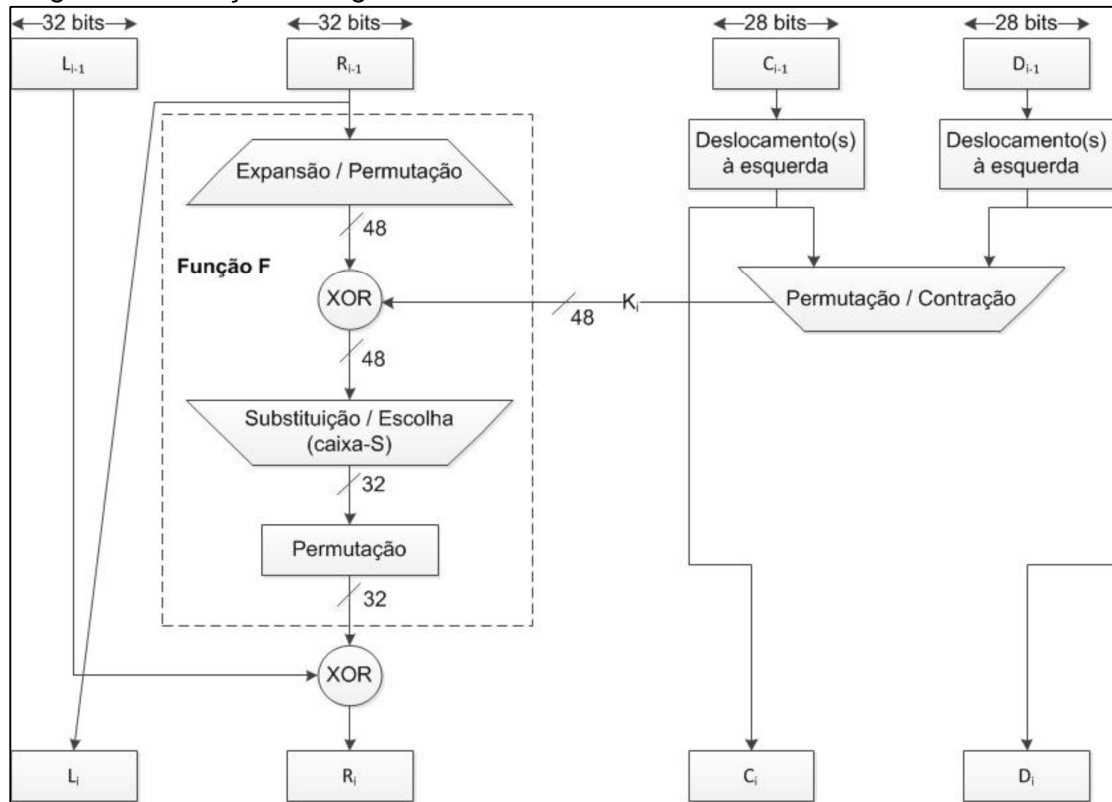 32 bits
32 bits
28 bits
28 bits
Li-1
Ri-1
Ci-1
Di-1
Deslocamento(s)
à esquerda
Deslocamento(s)
à esquerda
Expansão / Permutação
48
Função F
XOR
48
Ki
Permutação / Contração
48
Substituição / Escolha
(caixa-S)
32
Permutação
32
XOR
Li
Ri
Ci
Di